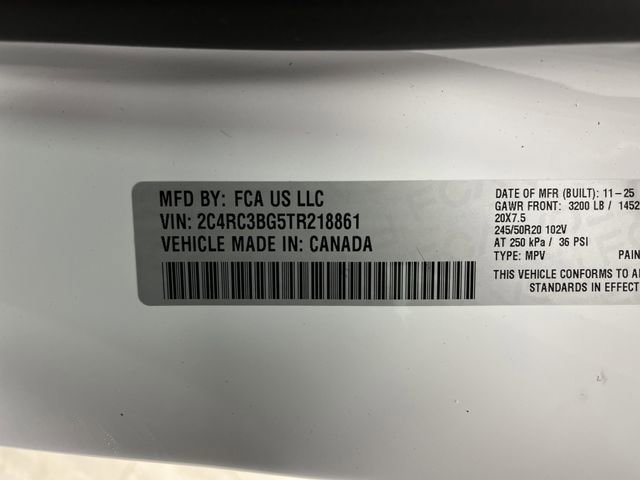 MFD BY: FCA US LLC
VIN: 2C4RC3BG5TR218861
VEHICLE MADE IN: CANADA
DATE OF MFR (BUILT): 11-25
GAWR FRONT: 3200 LB / 1452
20X7.5
245/50R20 102V
AT 250 kPa / 36 PSI
TYPE: MPV PAIN
THIS VEHICLE CONFORMS TO
STANDARDS IN EFFECT